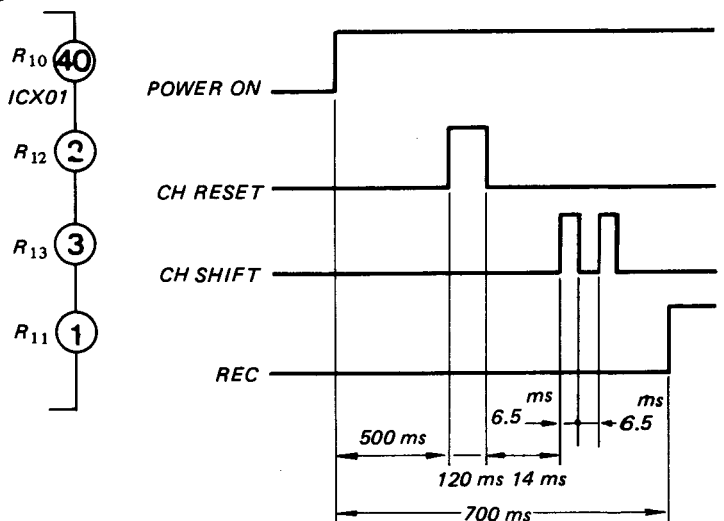 R10 40 POWER ON
ICX01
R12 2 CH RESET
R13 3 CH SHIFT
R11 1 REC
ms ms
6.5 6.5
500 ms
120 ms 14 ms
700 ms